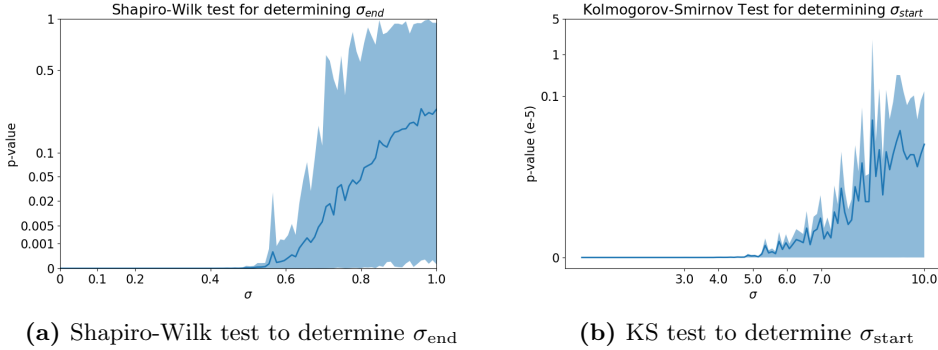 Shapiro-Wilk test for determining σ_end
p-value
1
0.5
0.1
0.05
0.02
0.005
0.001
0
0 0.1 0.2 0.4 0.6 0.8 1.0
σ
(a) Shapiro-Wilk test to determine σ_end
Kolmogorov-Smirnov Test for determining σ_start
p-value (e-5)
5
1
0.1
0
3.0 4.0 5.0 6.0 7.0 10.0
σ
(b) KS test to determine σ_start